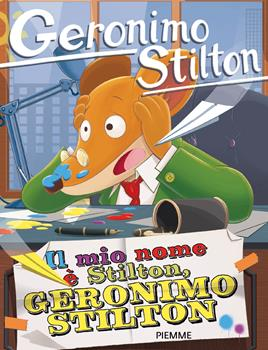 Geronimo
Stilton
Il mio nome
è Stilton,
GERONIMO
STILTON
PIEMME